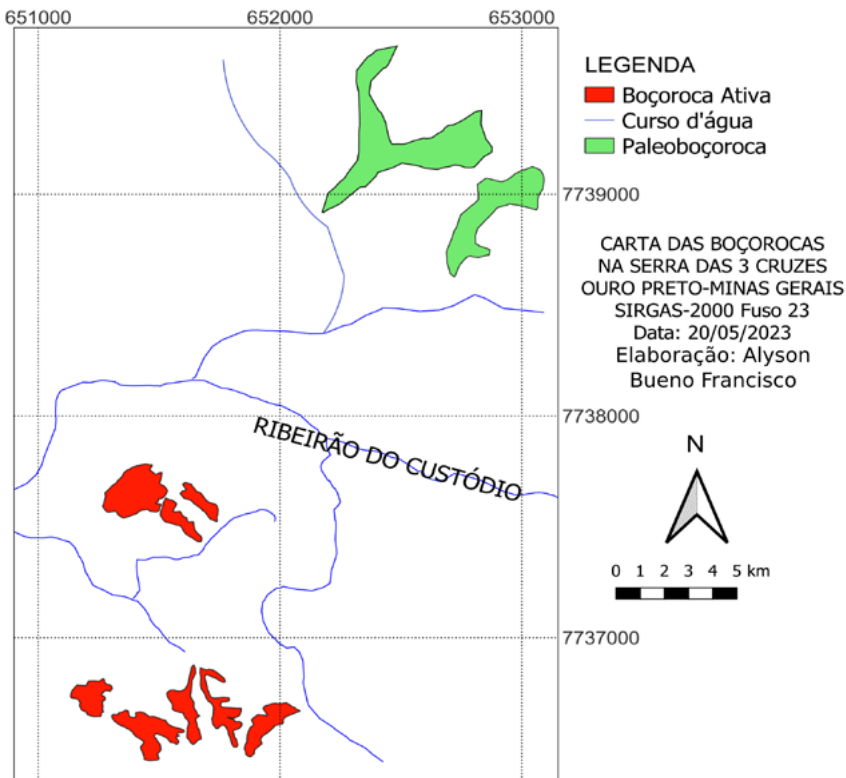 651000 652000 653000
LEGENDA
Boçoroca Ativa
Curso d'água
Paleoboçoroca
7739000
CARTA DAS BOÇOROCAS
NA SERRA DAS 3 CRUZES
OURO PRETO-MINAS GERAIS
SIRGAS-2000 Fuso 23
Data: 20/05/2023
Elaboração: Alyson
Bueno Francisco
7738000
RIBEIRÃO DO CUSTÓDIO
N
0 1 2 3 4 5 km
7737000